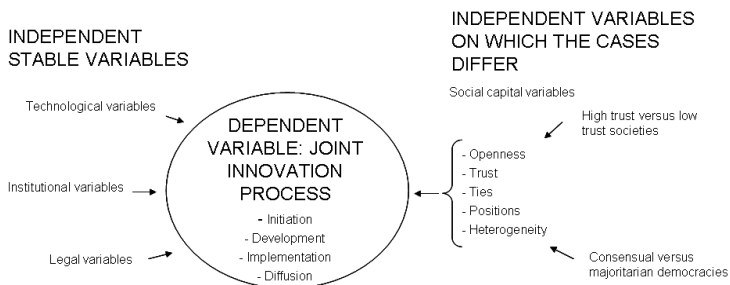 INDEPENDENT
STABLE VARIABLES
Technological variables
Institutional variables
Legal variables
DEPENDENT
VARIABLE: JOINT
INNOVATION
PROCESS
- Initiation
- Development
- Implementation
- Diffusion
INDEPENDENT VARIABLES
ON WHICH THE CASES
DIFFER
Social capital variables
High trust versus low
trust societies
- Openness
- Trust
- Ties
- Positions
- Heterogeneity
Consensual versus
majoritarian democracies